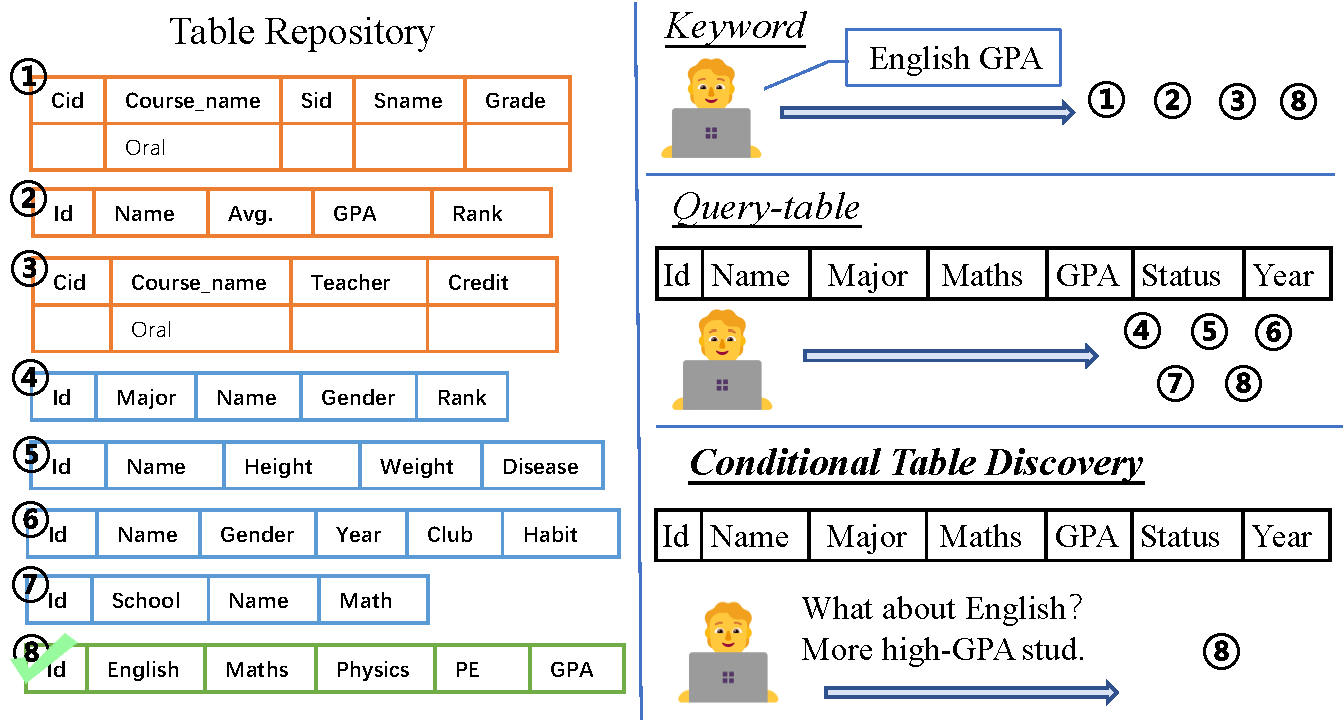 Table Repository
①
Cid Course_name Sid Sname Grade
Oral
②
Id Name Avg. GPA Rank
③
Cid Course_name Teacher Credit
Oral
④
Id Major Name Gender Rank
⑤
Id Name Height Weight Disease
⑥
Id Name Gender Year Club Habit
⑦
Id School Name Math
⑧
Id English Maths Physics PE GPA
Keyword
English GPA
① ② ③ ⑧
Query-table
Id Name Major Maths GPA Status Year
④ ⑤ ⑥
⑦ ⑧
Conditional Table Discovery
Id Name Major Maths GPA Status Year
What about English？
More high-GPA stud.
⑧